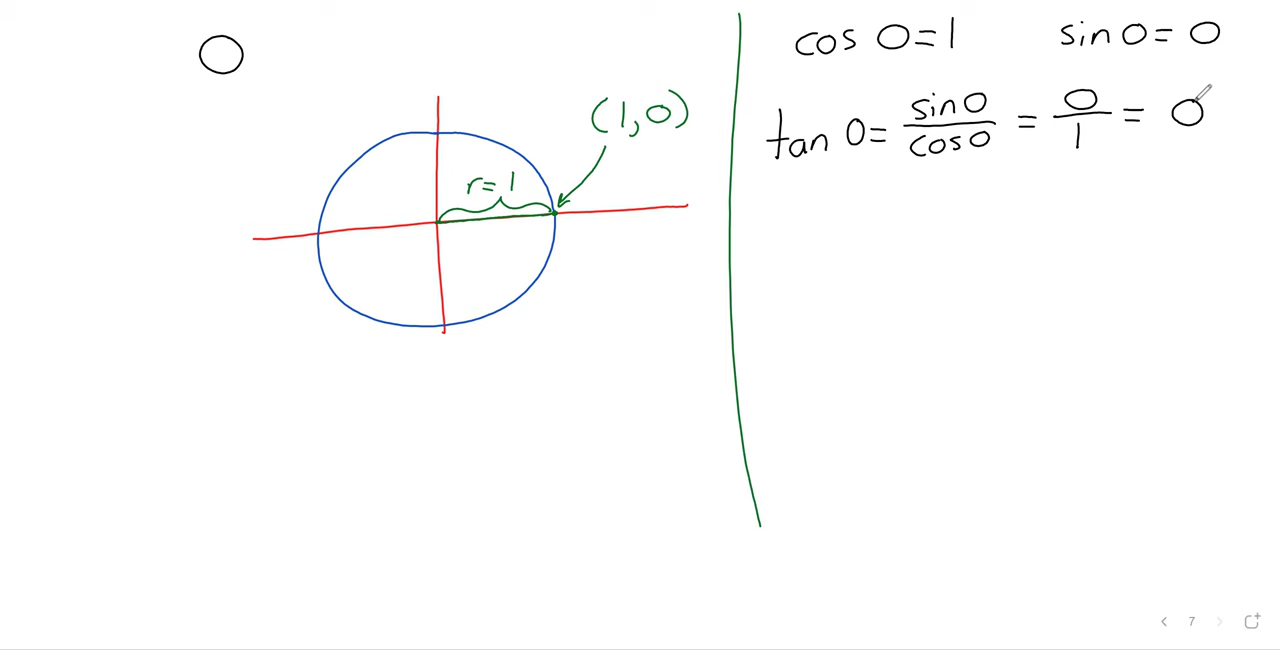 0
(1,0)
r=1
cos 0=1 sin 0= 0
tan 0= sin 0/cos 0 = 0/1 = 0
< 7 >